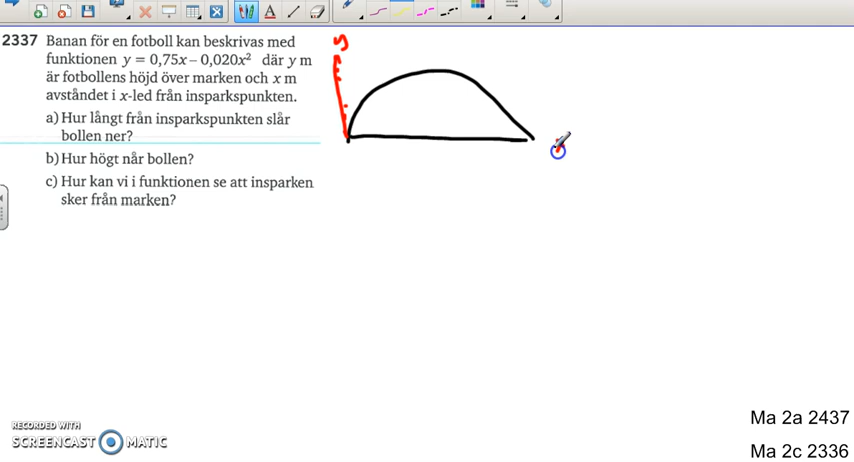 2337 Banan för en fotboll kan beskrivas med
funktionen y = 0,75x – 0,020x² där y m
är fotbollens höjd över marken och x m
avståndet i x-led från insparkspunkten.
a) Hur långt från insparkspunkten slår
bollen ner?
b) Hur högt når bollen?
c) Hur kan vi i funktionen se att insparken
sker från marken?
y
RECORDED WITH
SCREENCAST MATIC
Ma 2a 2437
Ma 2c 2336